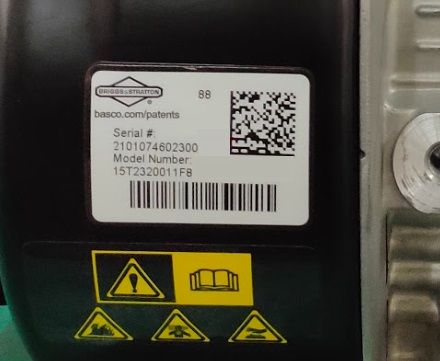 BRIGGS & STRATTON
®
88
basco.com/patents
Serial #:
2101074602300
Model Number:
15T2320011F8